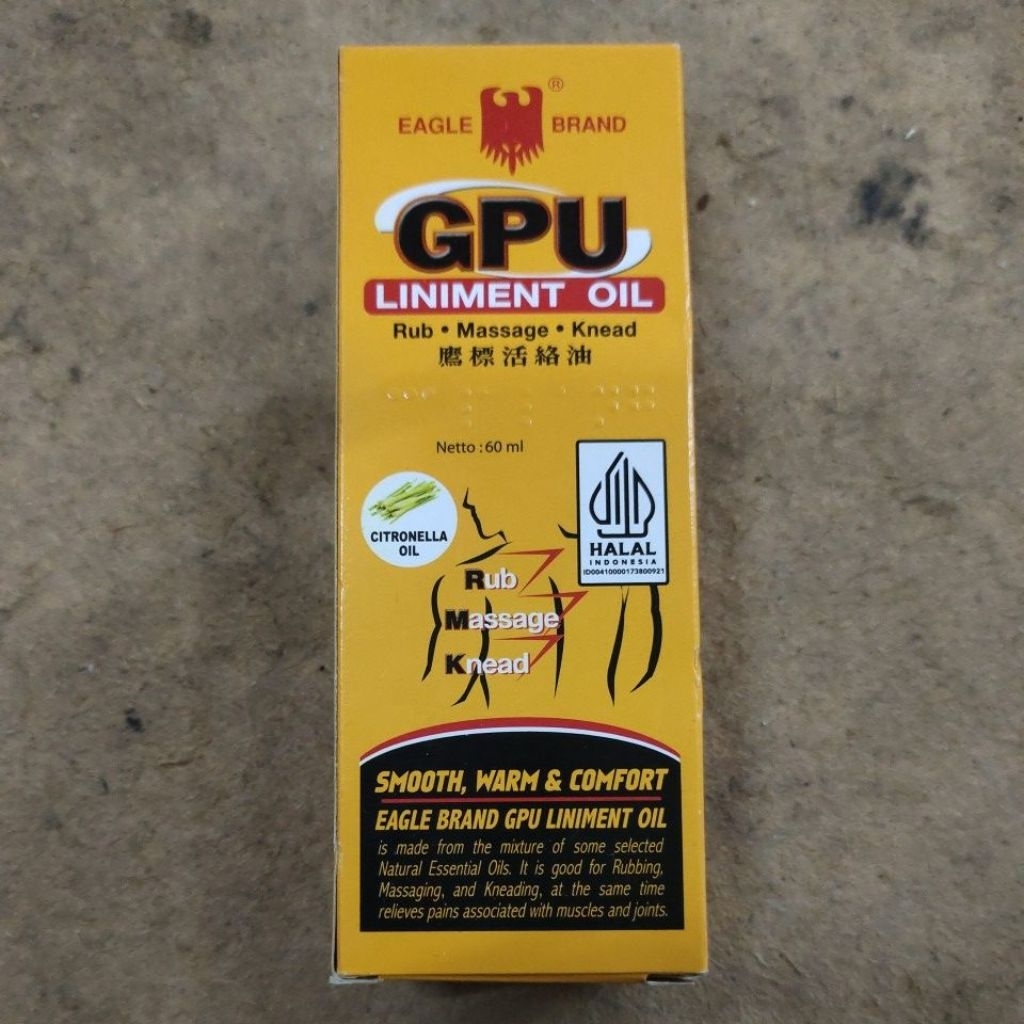 EAGLE BRAND ®
GPU
LINIMENT OIL
Rub • Massage • Knead
鷹標活絡油
Netto : 60 ml
CITRONELLA
OIL
HALAL
INDONESIA
ID00410000173800921
Rub
Massage
Knead
SMOOTH, WARM & COMFORT
EAGLE BRAND GPU LINIMENT OIL
is made from the mixture of some selected
Natural Essential Oils. It is good for Rubbing,
Massaging, and Kneading, at the same time
relieves pains associated with muscles and joints.